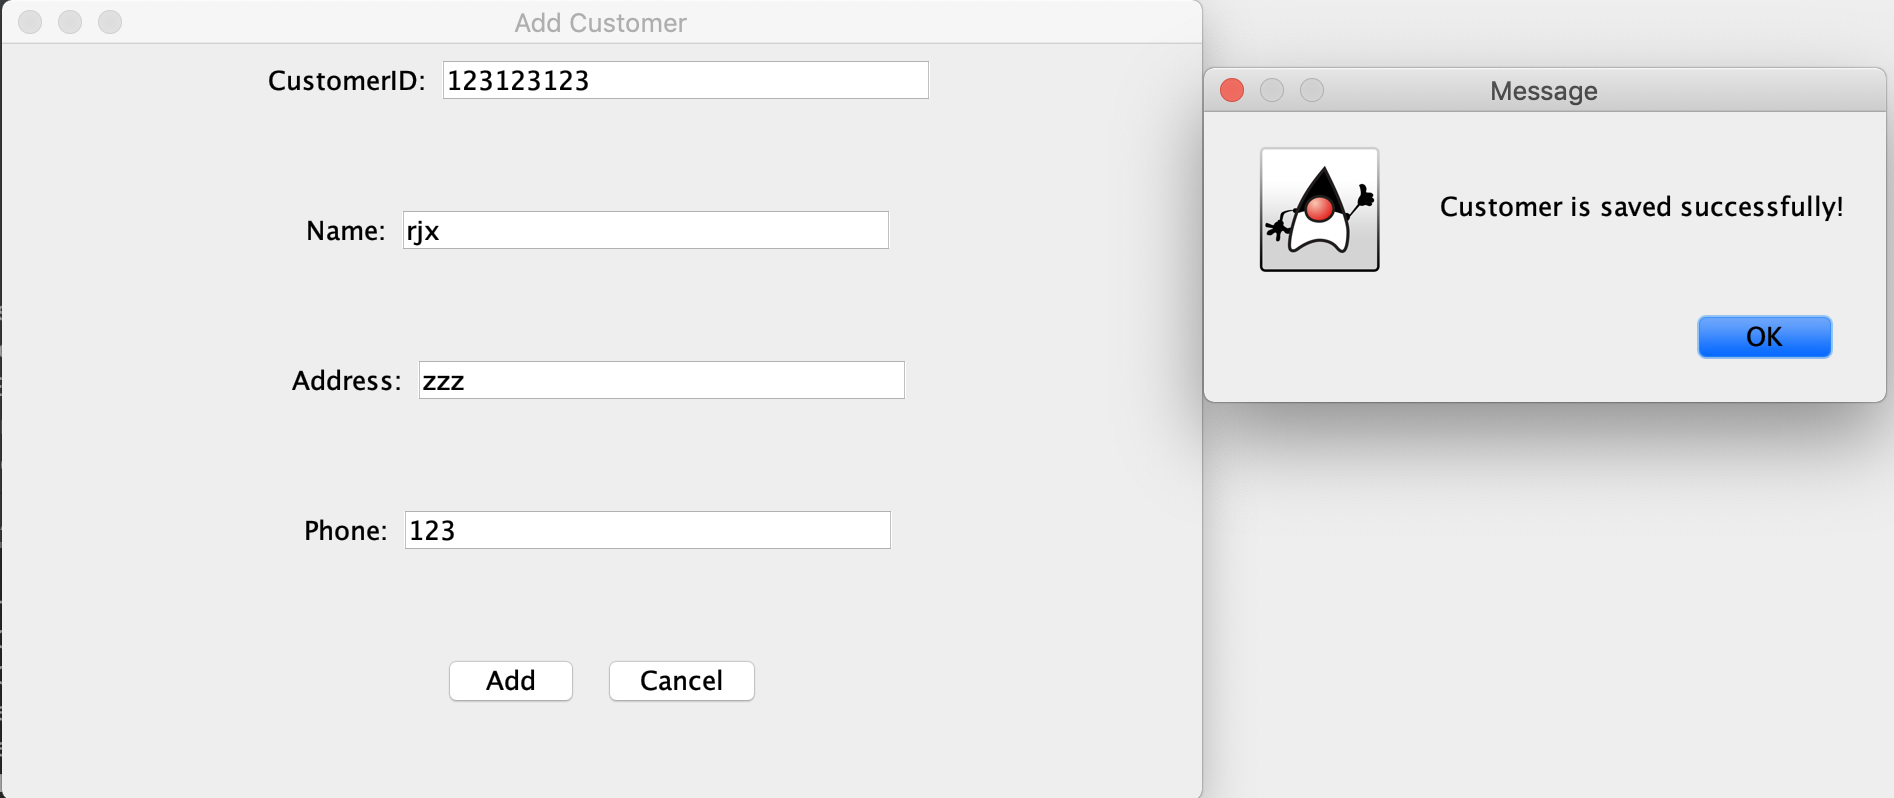 Add Customer
CustomerID: 123123123
Name: rjx
Address: zzz
Phone: 123
Add Cancel
Message
Customer is saved successfully!
OK